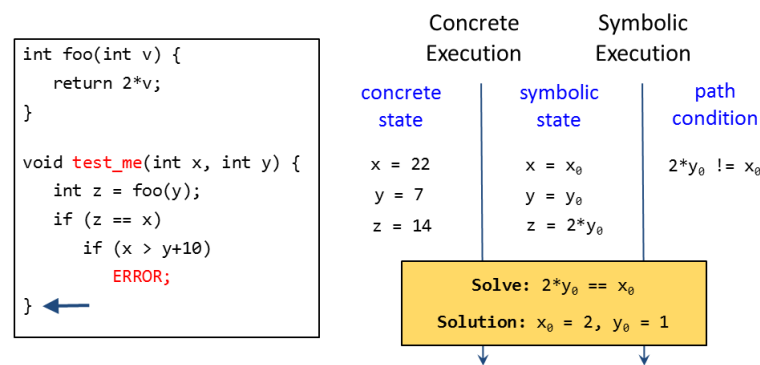 int foo(int v) {
return 2*v;
}
void test_me(int x, int y) {
int z = foo(y);
if (z == x)
if (x > y+10)
ERROR;
}
Concrete
Execution
Symbolic
Execution
concrete
state
symbolic
state
path
condition
x = 22
y = 7
z = 14
x = x₀
y = y₀
z = 2*y₀
2*y₀ != x₀
Solve: 2*y₀ == x₀
Solution: x₀ = 2, y₀ = 1